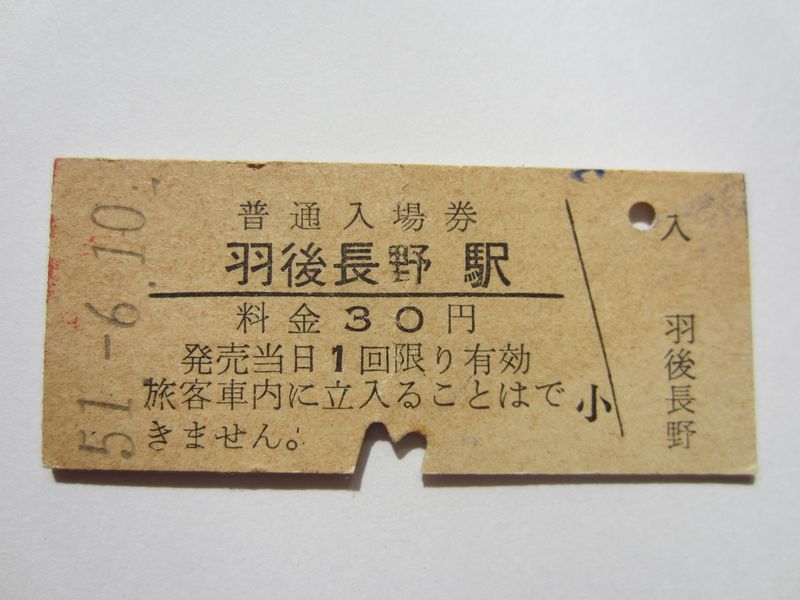 51.-6.10
普通入場券
羽後長野駅
料金30円
発売当日1回限り有効
旅客車内に立入ることはで
きません。
小
入
羽後長野